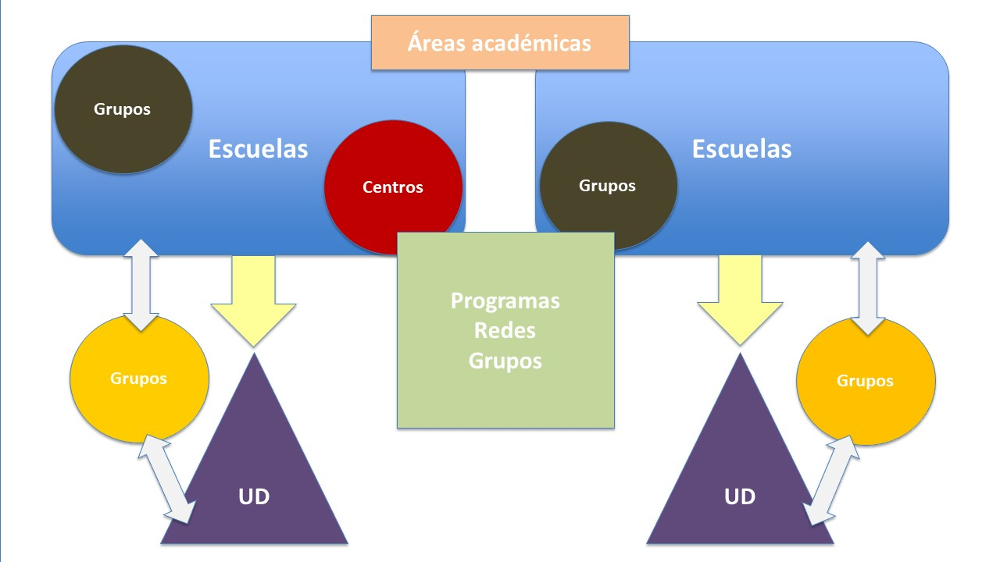 Áreas académicas
Grupos
Escuelas
Centros
Escuelas
Grupos
Programas
Redes
Grupos
Grupos
Grupos
UD
UD